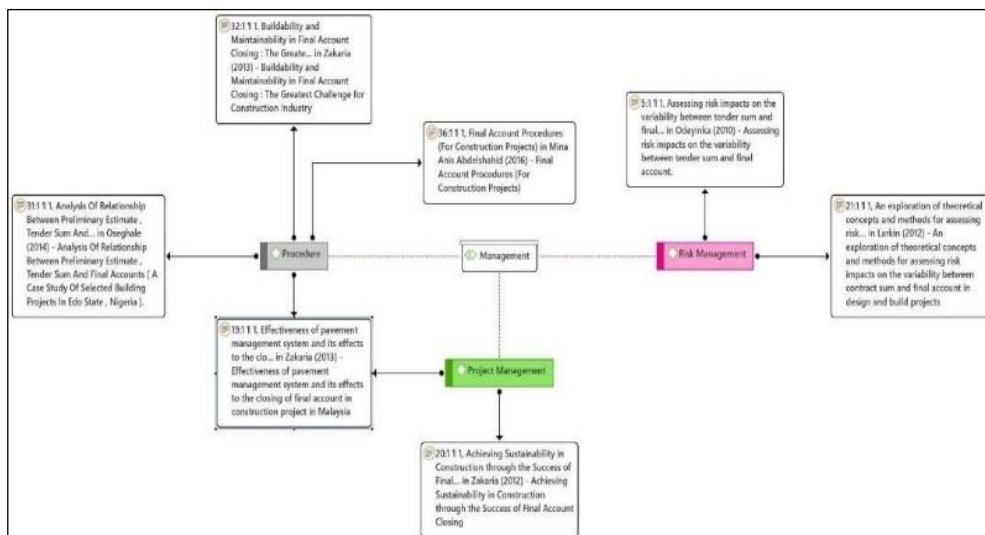 32:1 ¶ 1, Buildability and
Maintainability in Final Account
Closing : The Greate... in Zakaria
(2013) - Buildability and
Maintainability in Final Account
Closing : The Greatest Challenge for
Construction Industry
5:1 ¶ 1, Assessing risk impacts on the
variability between tender sum and
final... in Odeyinka (2010) - Assessing
risk impacts on the variability
between tender sum and final
account.
36:1 ¶ 1, Final Account Procedures
(For Construction Projects) in Mina
Anis Abdelshahid (2016) - Final
Account Procedures (For
Construction Projects)
31:1 ¶ 1, Analysis Of Relationship
Between Preliminary Estimate ,
Tender Sum And... in Oseghale
(2014) - Analysis Of Relationship
Between Preliminary Estimate ,
Tender Sum And Final Accounts ( A
Case Study Of Selected Building
Projects In Edo State , Nigeria ).
21:1 ¶ 1, An exploration of theoretical
concepts and methods for assessing
risk... in Larkin (2012) - An
exploration of theoretical concepts
and methods for assessing risk
impacts on the variability between
contract sum and final account in
design and build projects
Procedure
Management
Risk Management
19:1 ¶ 1, Effectiveness of pavement
management system and its effects
to the clo... in Zakaria (2013) -
Effectiveness of pavement
management system and its effects
to the closing of final account in
construction project in Malaysia
Project Management
20:1 ¶ 1, Achieving Sustainability in
Construction through the Success of
Final... in Zakaria (2012) - Achieving
Sustainability in Construction
through the Success of Final Account
Closing